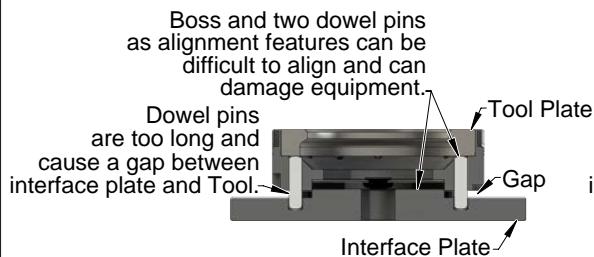 Boss and two dowel pins
as alignment features can be
difficult to align and can
damage equipment.
Tool Plate
Dowel pins
are too long and
cause a gap between
interface plate and Tool.
Gap
i
Interface Plate